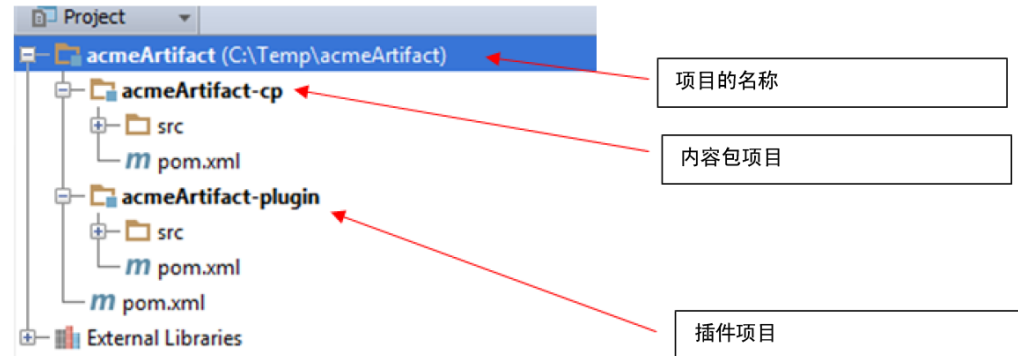 Project
acmeArtifact (C:\Temp\acmeArtifact)
项目的名称
acmeArtifact-cp
src
内容包项目
m pom.xml
acmeArtifact-plugin
src
m pom.xml
m pom.xml
插件项目
External Libraries